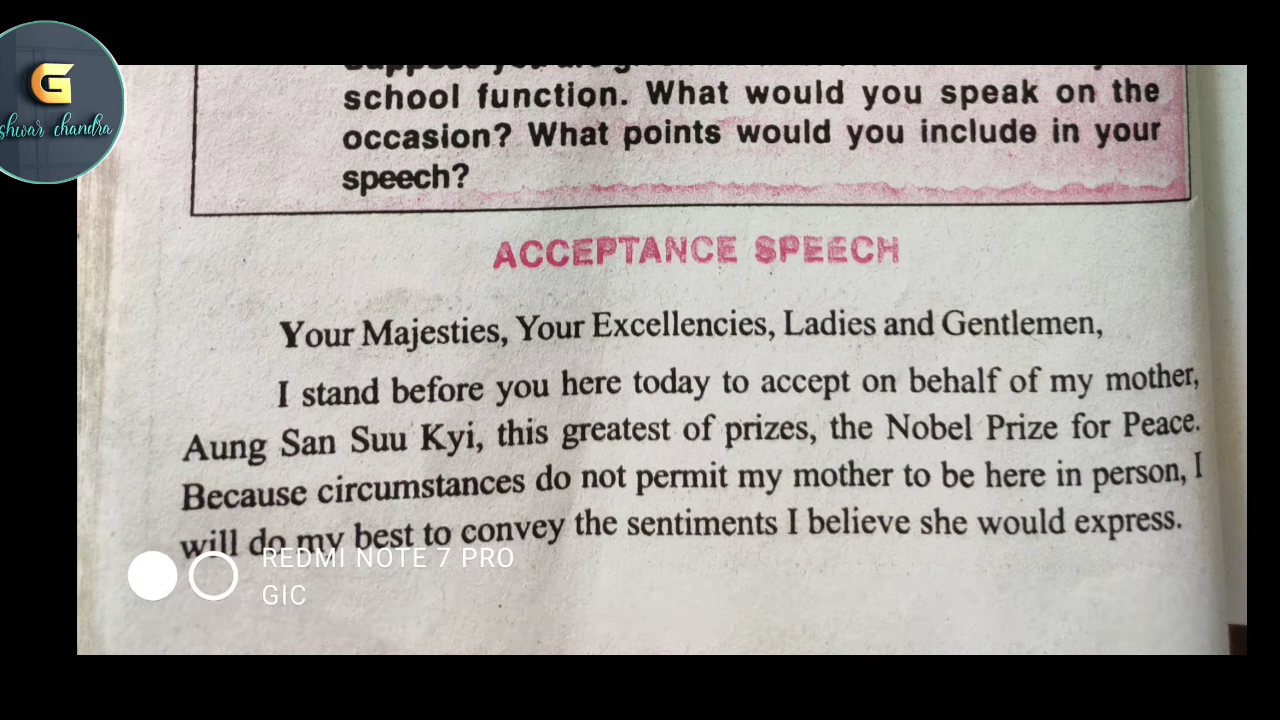 G
shwar chandra
school function. What would you speak on the
occasion? What points would you include in your
speech?
ACCEPTANCE SPEECH
Your Majesties, Your Excellencies, Ladies and Gentlemen,
I stand before you here today to accept on behalf of my mother,
Aung San Suu Kyi, this greatest of prizes, the Nobel Prize for Peace.
Because circumstances do not permit my mother to be here in person, I
will do my best to convey the sentiments I believe she would express.
REDMI NOTE 7 PRO
GIC